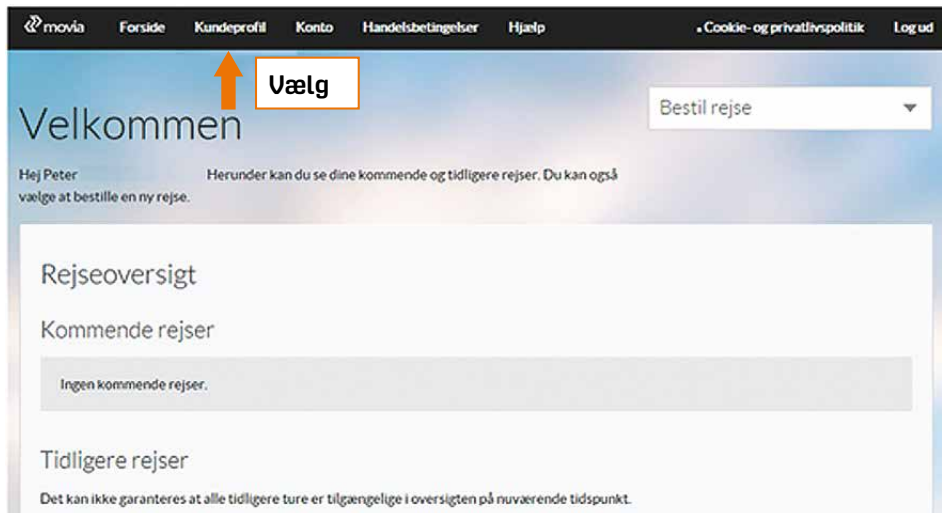 movia Forside Kundeprofil Konto Handelsbetingelser Hjælp Cookie- og privatlivspolitik Log ud
Vælg
Bestil rejse
Velkommen
Hej Peter Herunder kan du se dine kommende og tidligere rejser. Du kan også
vælge at bestille en ny rejse.
Rejseoversigt
Kommende rejser
Ingen kommende rejser.
Tidligere rejser
Det kan ikke garanteres at alle tidligere ture er tilgængelige i oversigten på nuværende tidspunkt.